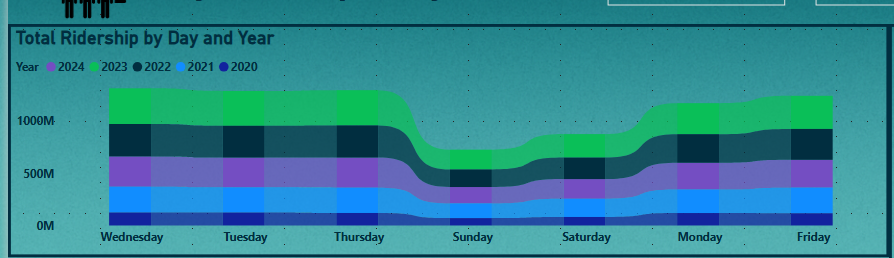 Total Ridership by Day and Year
Year 2024 2023 2022 2021 2020
1000M
500M
0M
Wednesday Tuesday Thursday Sunday Saturday Monday Friday